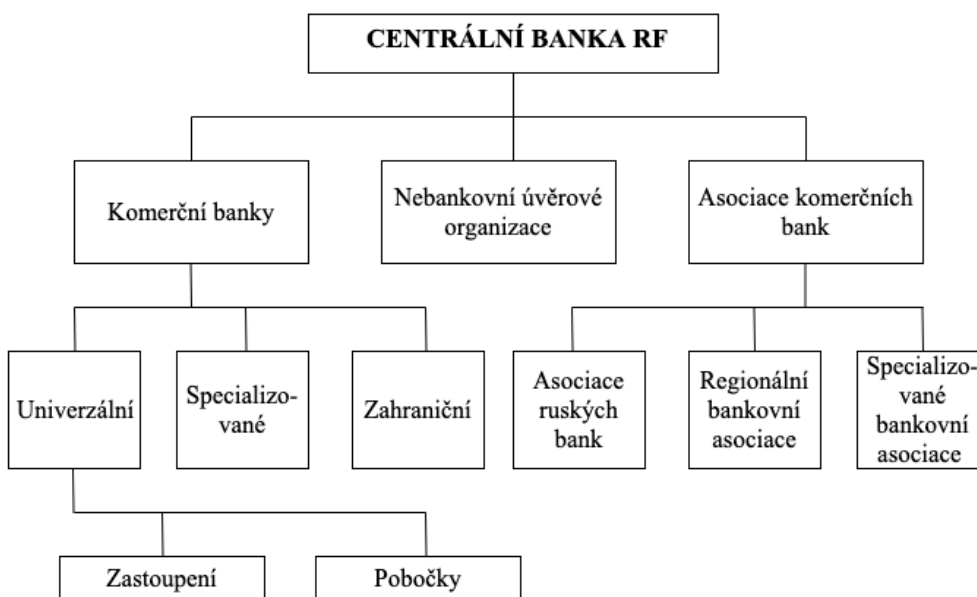 CENTRÁLNÍ BANKA RF
Komerční banky
Nebankovní úvěrové
organizace
Asociace komerčních
bank
Univerzální
Specializo-
vané
Zahraniční
Asociace
ruských
bank
Regionální
bankovní
asociace
Specializo-
vané
bankovní
asociace
Zastoupení
Pobočky